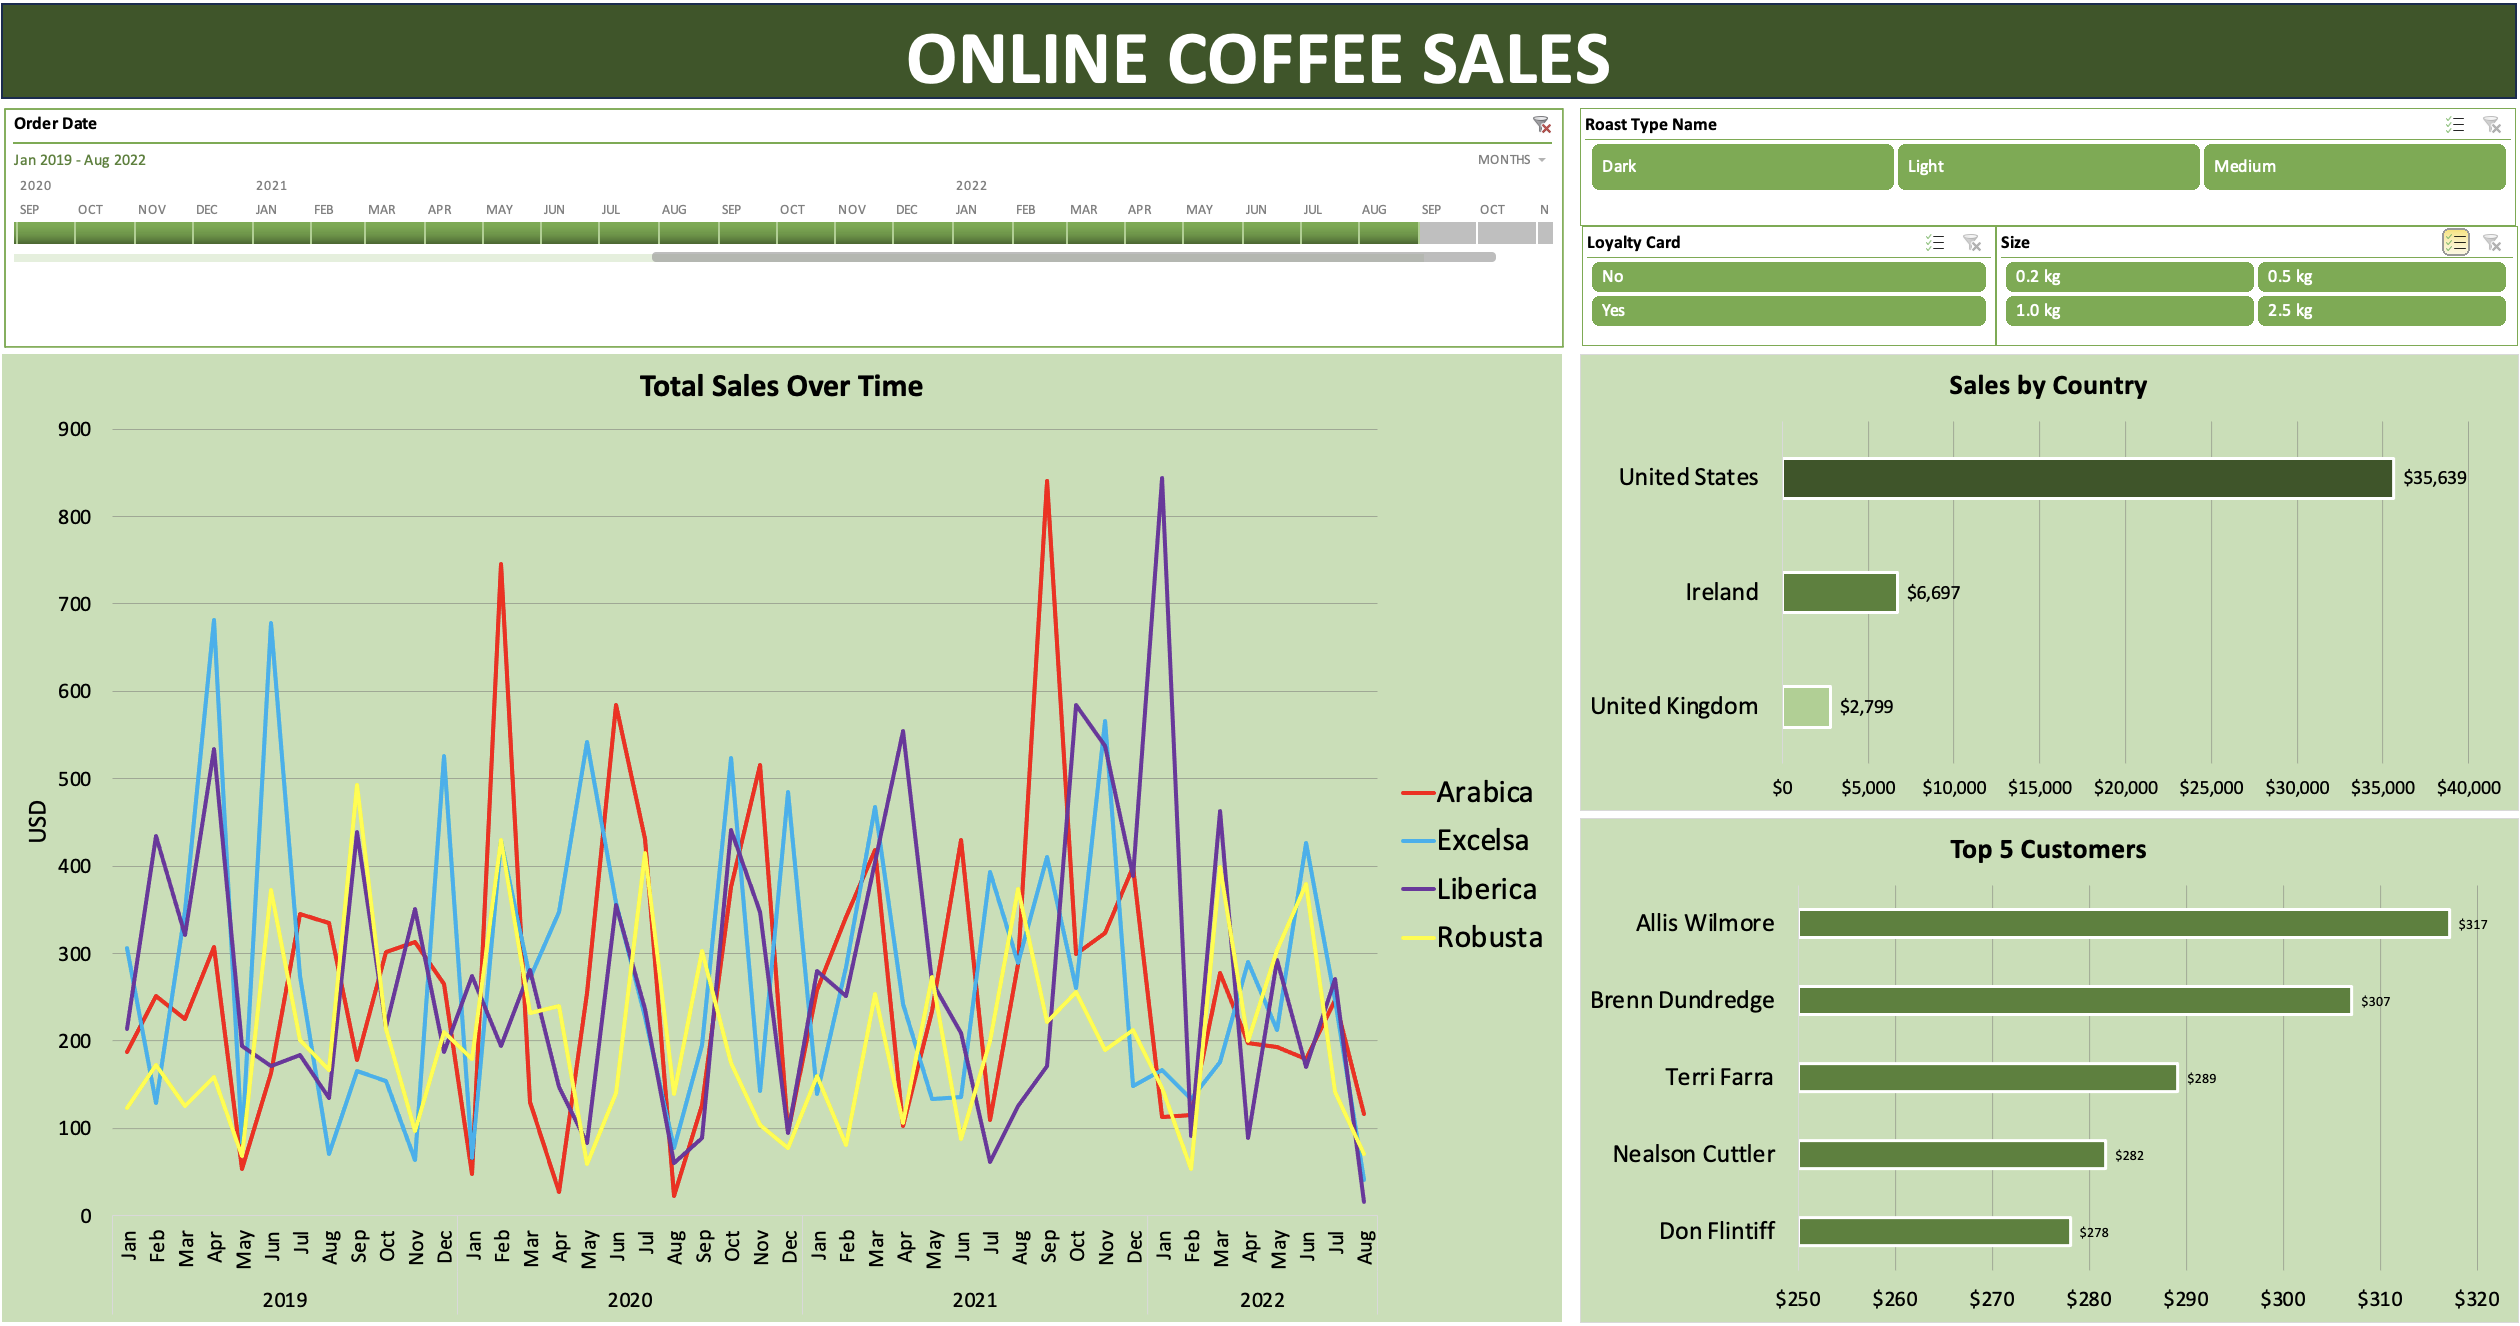 ONLINE COFFEE SALES
Order Date
Jan 2019 - Aug 2022
MONTHS
2020 2021 2022
SEP OCT NOV DEC JAN FEB MAR APR MAY JUN JUL AUG SEP OCT NOV DEC JAN FEB MAR APR MAY JUN JUL AUG SEP OCT N
Roast Type Name
Dark Light Medium
Loyalty Card
No
Yes
Size
0.2 kg 0.5 kg
1.0 kg 2.5 kg
Total Sales Over Time
900
800
700
600
500
400
300
200
100
0
USD
Jan Feb Mar Apr May Jun Jul Aug Sep Oct Nov Dec Jan Feb Mar Apr May Jun Jul Aug Sep Oct Nov Dec Jan Feb Mar Apr May Jun Jul Aug Sep Oct Nov Dec Jan Feb Mar Apr May Jun Jul Aug
2019 2020 2021 2022
Arabica
Excelsa
Liberica
Robusta
Sales by Country
United States $35,639
Ireland $6,697
United Kingdom $2,799
$0 $5,000 $10,000 $15,000 $20,000 $25,000 $30,000 $35,000 $40,000
Top 5 Customers
Allis Wilmore $317
Brenn Dundredge $307
Terri Farra $289
Nealson Cuttler $282
Don Flintiff $278
$250 $260 $270 $280 $290 $300 $310 $320